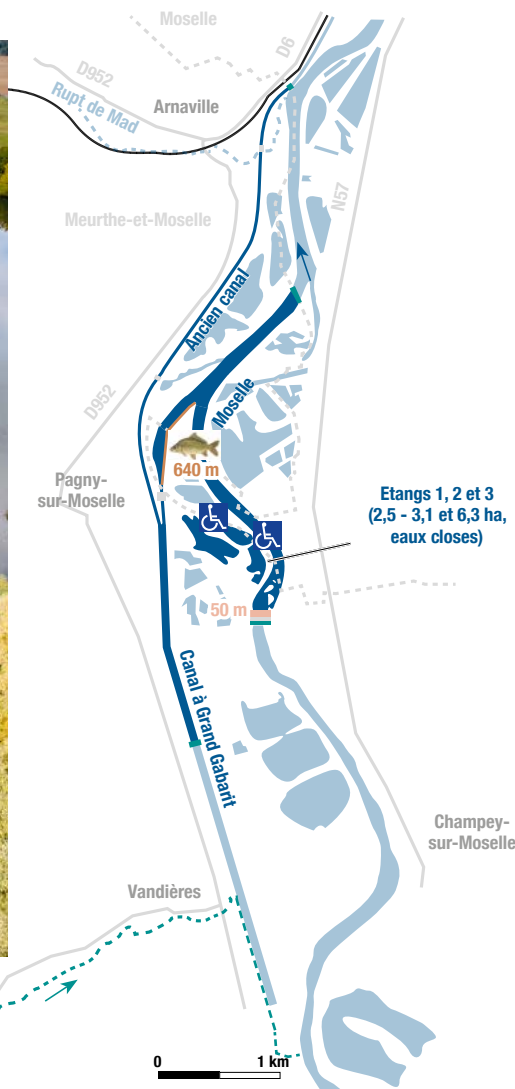 Moselle
D6
D952
Rupt de Mad
Arnaville
N57
Meurthe-et-Moselle
Ancien canal
D952
Moselle
640 m
Pagny-
sur-Moselle
Etangs 1, 2 et 3
(2,5 - 3,1 et 6,3 ha,
eaux closes)
50 m
Canal à Grand Gabarit
Champey-
sur-Moselle
Vandières
0 1 km